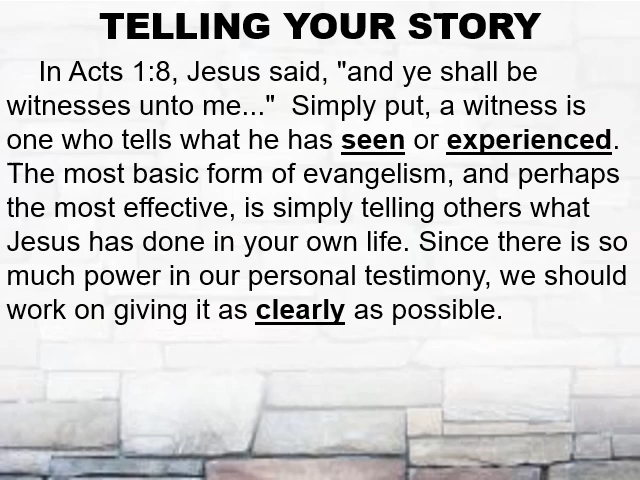 TELLING YOUR STORY
In Acts 1:8, Jesus said, "and ye shall be
witnesses unto me..."  Simply put, a witness is
one who tells what he has seen or experienced.
The most basic form of evangelism, and perhaps
the most effective, is simply telling others what
Jesus has done in your own life. Since there is so
much power in our personal testimony, we should
work on giving it as clearly as possible.